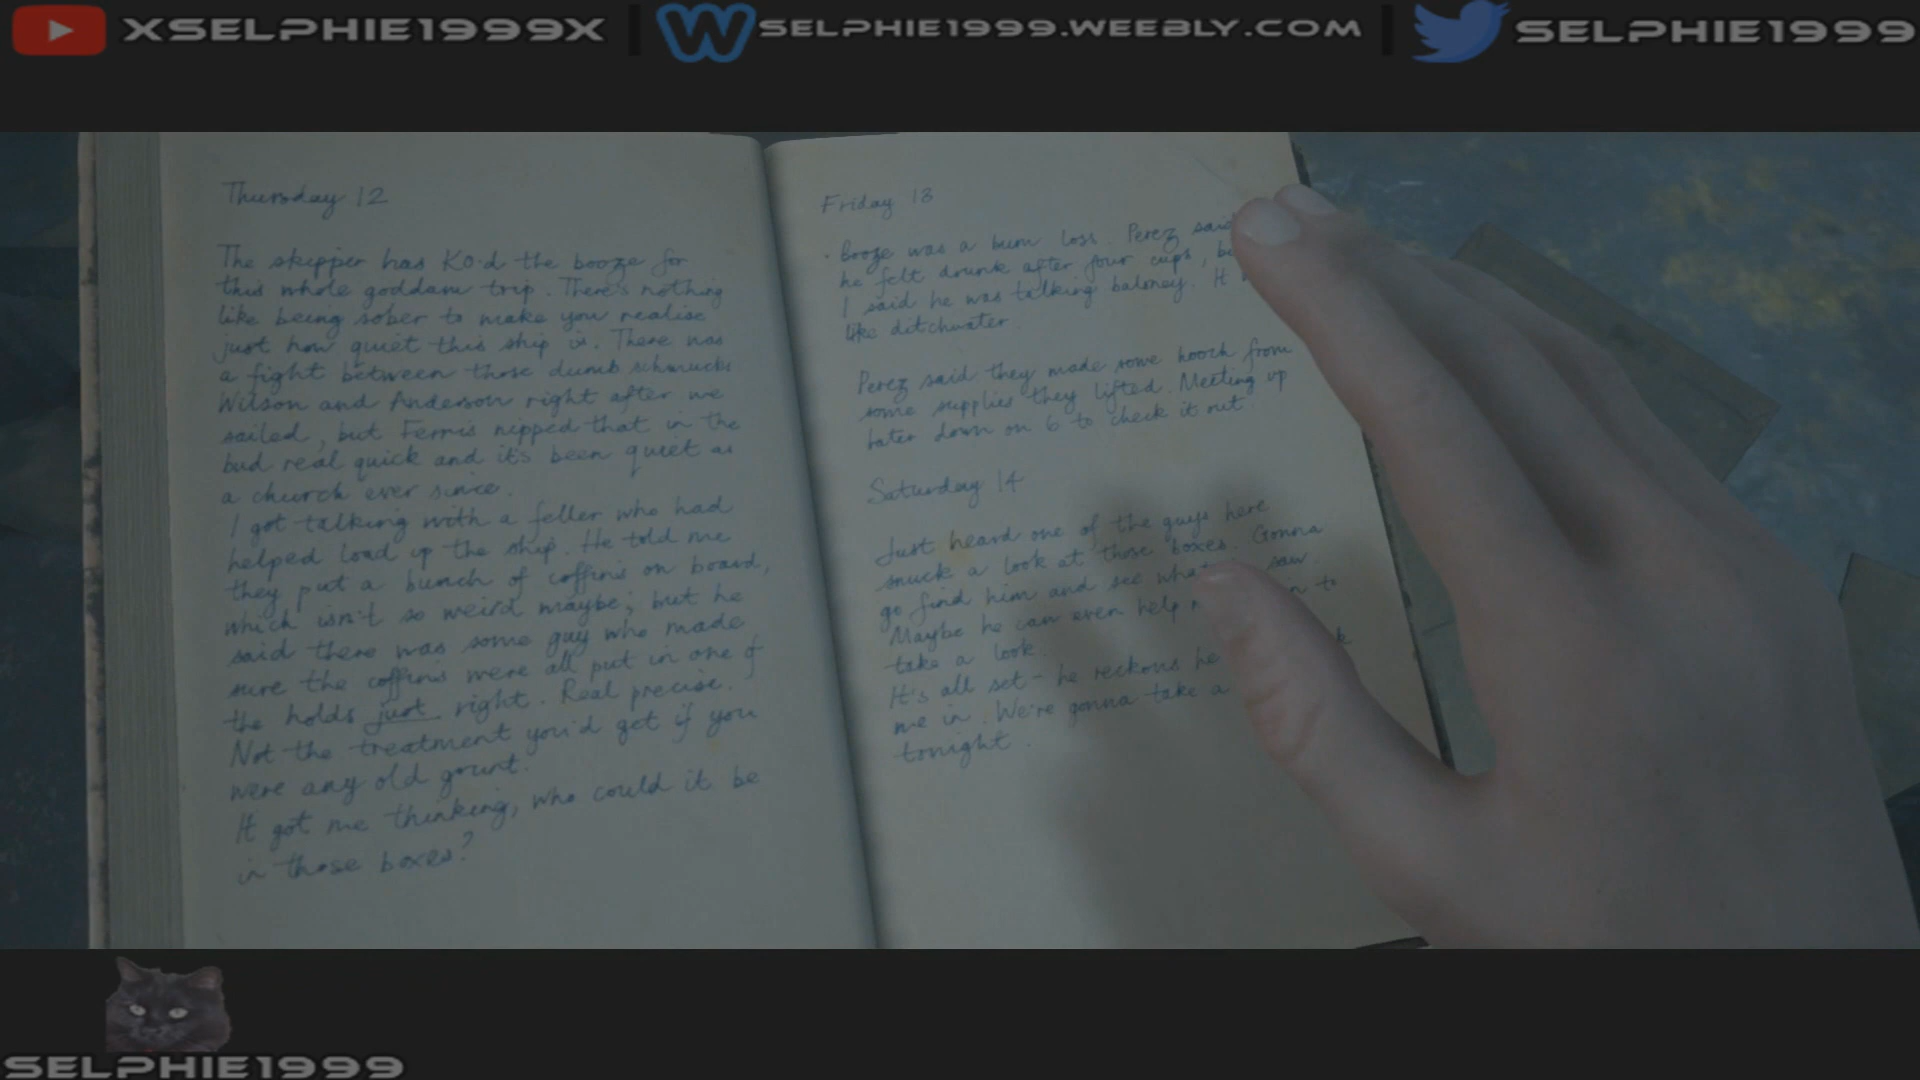 XSELPHIE1999X | SELPHIE1999.WEEBLY.COM | SELPHIE1999
Thursday 12
The skipper has KO'd the booze for
this whole goddam trip. There's nothing
like being sober to make you realise
just how quiet this ship is. There was
a fight between those dumb schmucks
Wilson and Anderson right after we
sailed, but Ferris nipped that in the
bud real quick and it's been quiet as
a church ever since.
I got talking with a feller who had
helped load up the ship. He told me
they put a bunch of coffins on board,
which isn't so weird maybe; but he
said there was some guy who made
sure the coffins were all put in one of
the holds just right. Real precise.
Not the treatment you'd get if you
were any old grunt.
It got me thinking, who could it be
in those boxes?
Friday 13
Booze was a bum loss. Perez said
he felt drunk after four cups,
I said he was talking baloney. It
like ditchwater.
Perez said they made some hooch from
some supplies they lifted. Meeting up
later down on 6 to check it out
Saturday 14
Just heard one of the guys here
snuck a look at those boxes. Gonna
go find him and see what saw.
Maybe he can even help to
take a look.
It's all set - he reckons he
me in. We're gonna take a
tonight.
SELPHIE1999